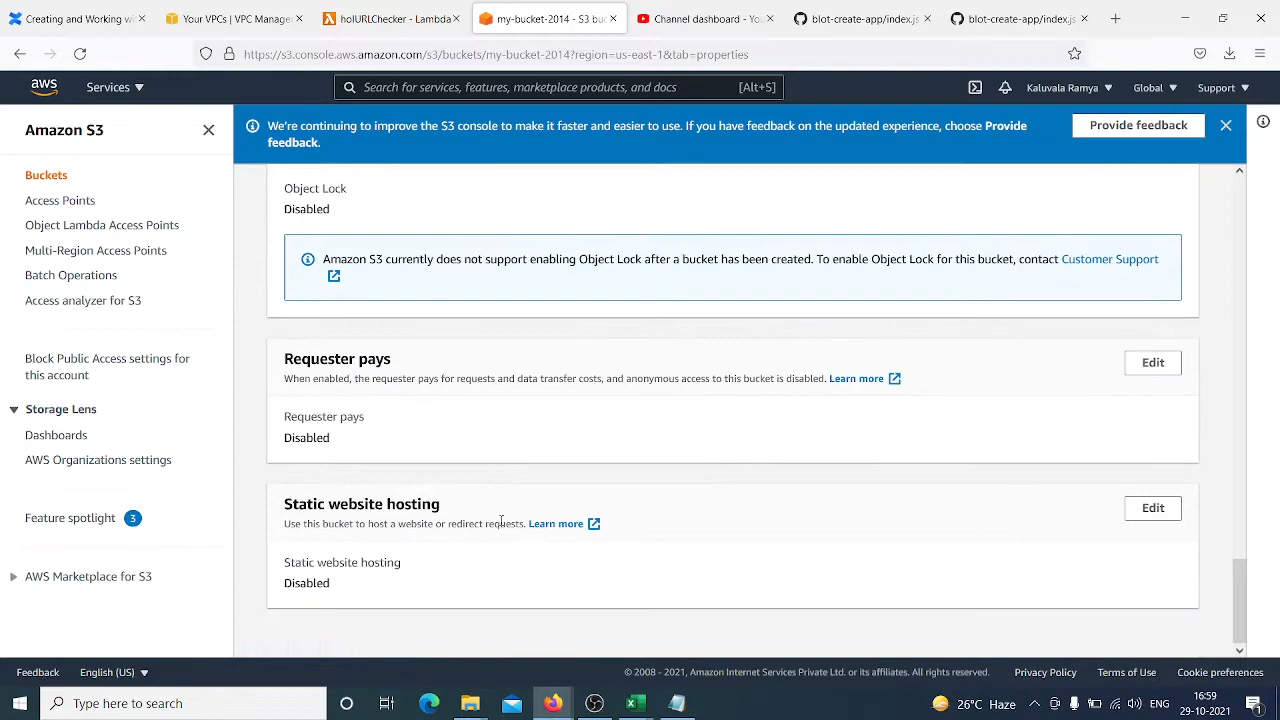 Creating and Working wi
Your VPCs | VPC Manager
holURLChecker - Lambda
my-bucket-2014 - S3 bu
Channel dashboard - Yo
blot-create-app/index.js
blot-create-app/index.js
https://s3.console.aws.amazon.com/s3/buckets/my-bucket-2014?region=us-east-1&tab=properties
aws
Services
Search for services, features, marketplace products, and docs
[Alt+S]
Kaluvala Ramya
Global
Support
Amazon S3
We're continuing to improve the S3 console to make it faster and easier to use. If you have feedback on the updated experience, choose Provide
feedback.
Provide feedback
Buckets
Access Points
Object Lambda Access Points
Multi-Region Access Points
Batch Operations
Access analyzer for S3
Block Public Access settings for
this account
Storage Lens
Dashboards
AWS Organizations settings
Feature spotlight 3
AWS Marketplace for S3
Object Lock
Disabled
Amazon S3 currently does not support enabling Object Lock after a bucket has been created. To enable Object Lock for this bucket, contact Customer Support
Requester pays
Edit
When enabled, the requester pays for requests and data transfer costs, and anonymous access to this bucket is disabled. Learn more
Requester pays
Disabled
Static website hosting
Edit
Use this bucket to host a website or redirect requests. Learn more
Static website hosting
Disabled
Feedback
English (US)
© 2008 - 2021, Amazon Internet Services Private Ltd. or its affiliates. All rights reserved.
Privacy Policy
Terms of Use
Cookie preferences
Type here to search
26°C Haze
ENG
16:59
29-10-2021